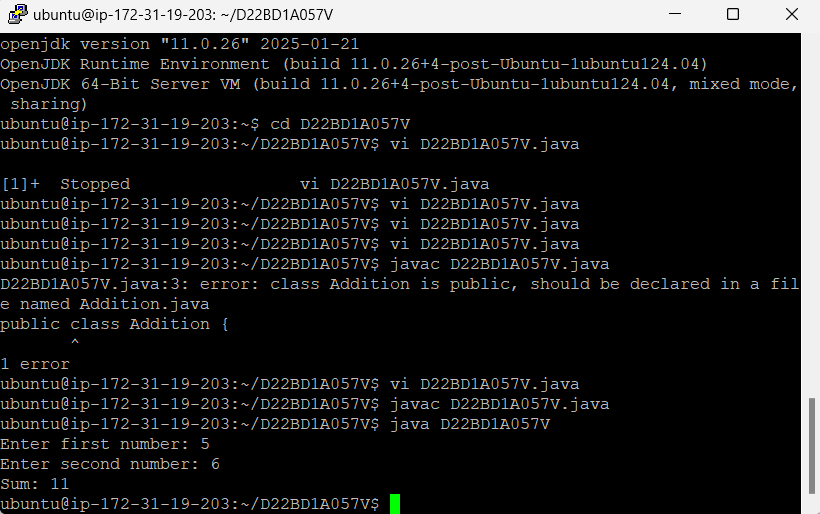 ubuntu@ip-172-31-19-203: ~/D22BD1A057V
openjdk version "11.0.26" 2025-01-21
OpenJDK Runtime Environment (build 11.0.26+4-post-Ubuntu-1ubuntu124.04)
OpenJDK 64-Bit Server VM (build 11.0.26+4-post-Ubuntu-1ubuntu124.04, mixed mode,
 sharing)
ubuntu@ip-172-31-19-203:~$ cd D22BD1A057V
ubuntu@ip-172-31-19-203:~/D22BD1A057V$ vi D22BD1A057V.java
[1]+  Stopped                 vi D22BD1A057V.java
ubuntu@ip-172-31-19-203:~/D22BD1A057V$ vi D22BD1A057V.java
ubuntu@ip-172-31-19-203:~/D22BD1A057V$ vi D22BD1A057V.java
ubuntu@ip-172-31-19-203:~/D22BD1A057V$ vi D22BD1A057V.java
ubuntu@ip-172-31-19-203:~/D22BD1A057V$ javac D22BD1A057V.java
D22BD1A057V.java:3: error: class Addition is public, should be declared in a fil
e named Addition.java
public class Addition {
       ^
1 error
ubuntu@ip-172-31-19-203:~/D22BD1A057V$ vi D22BD1A057V.java
ubuntu@ip-172-31-19-203:~/D22BD1A057V$ javac D22BD1A057V.java
ubuntu@ip-172-31-19-203:~/D22BD1A057V$ java D22BD1A057V
Enter first number: 5
Enter second number: 6
Sum: 11
ubuntu@ip-172-31-19-203:~/D22BD1A057V$